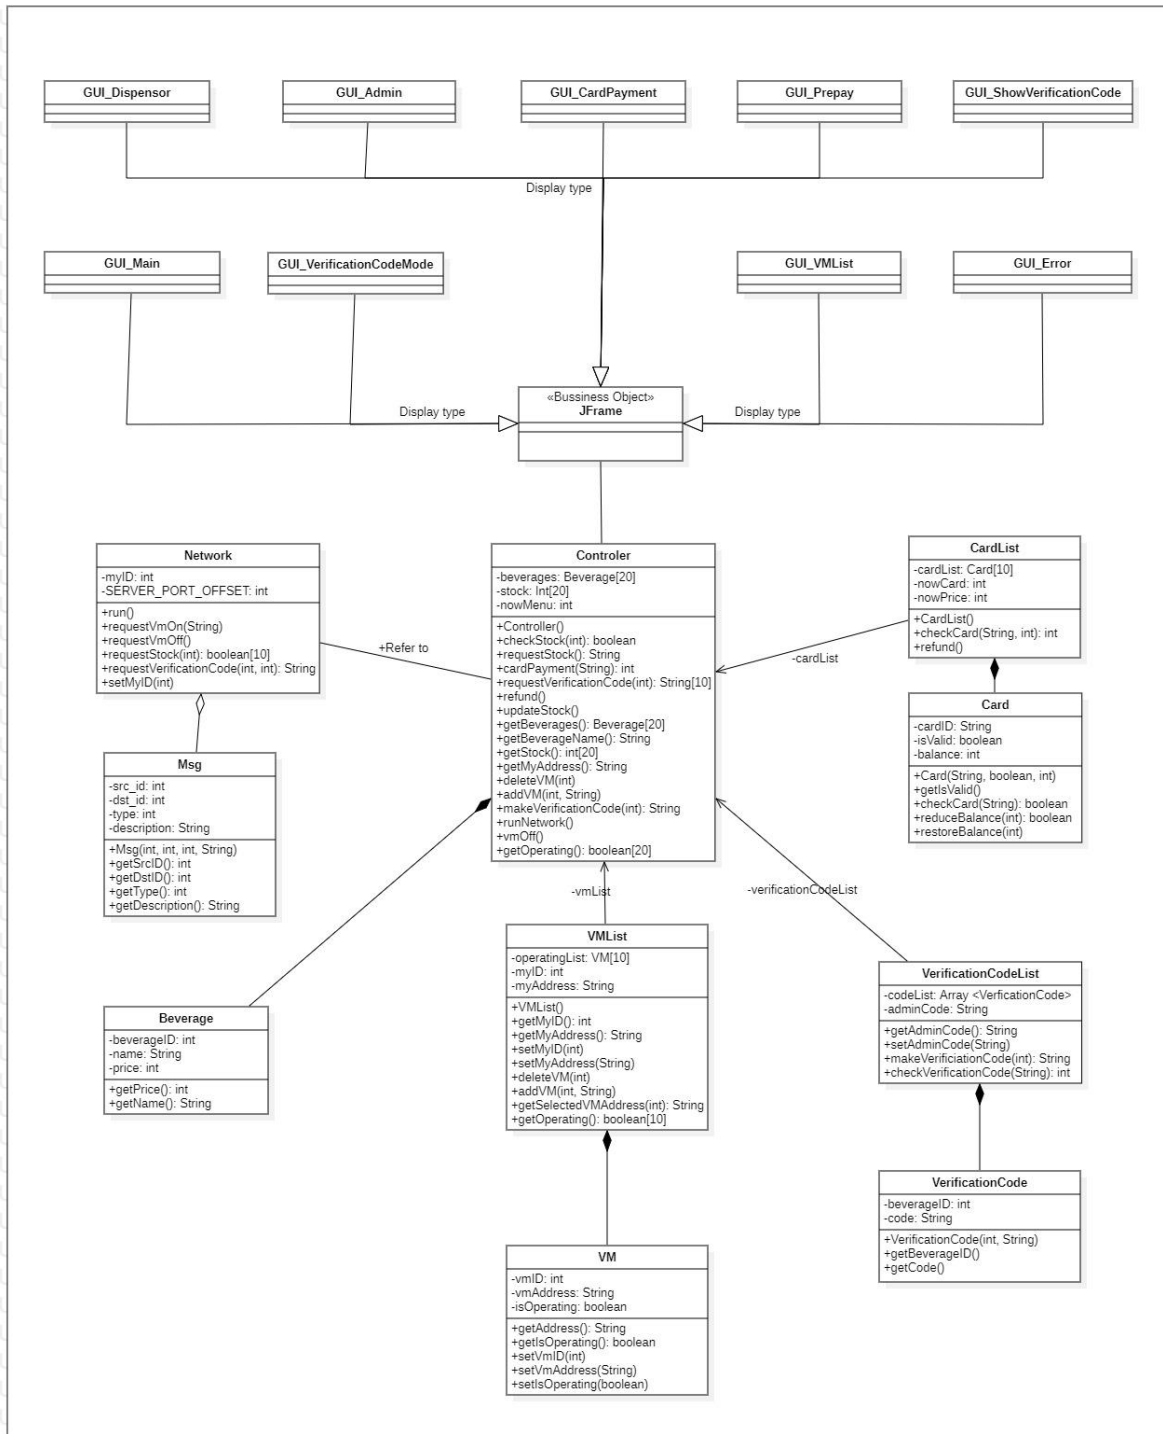 GUI_Dispensor
GUI_Admin
GUI_CardPayment
GUI_Prepay
GUI_ShowVerificationCode
Display type
GUI_Main
GUI_VerificationCodeMode
GUI_VMList
GUI_Error
Display type
«Bussiness Object»
JFrame
Display type
Network
-myID: int
-SERVER_PORT_OFFSET: int
+run()
+requestVmOn(String)
+requestVmOff()
+requestStock(int): boolean[10]
+requestVerificationCode(int, int): String
+setMyID(int)
+Refer to
Controler
-beverages: Beverage[20]
-stock: Int[20]
-nowMenu: int
+Controller()
+checkStock(int): boolean
+requestStock(): String
+cardPayment(String): int
+requestVerificationCode(int): String[10]
+refund()
+updateStock()
+getBeverages(): Beverage[20]
+getBeverageName(): String
+getStock(): int[20]
+getMyAddress(): String
+deleteVM(int)
+addVM(int, String)
+makeVerificationCode(int): String
+runNetwork()
+vmOff()
+getOperating(): boolean[20]
-cardList
CardList
-cardList: Card[10]
-nowCard: int
-nowPrice: int
+CardList()
+checkCard(String, int): int
+refund()
Card
-cardID: String
-isValid: boolean
-balance: int
+Card(String, boolean, int)
+getIsValid()
+checkCard(String): boolean
+reduceBalance(int): boolean
+restoreBalance(int)
Msg
-src_id: int
-dst_id: int
-type: int
-description: String
+Msg(int, int, int, String)
+getSrcID(): int
+getDstID(): int
+getType(): int
+getDescription(): String
-vmList
-verificationCodeList
VMList
-operatingList: VM[10]
-myID: int
-myAddress: String
+VMList()
+getMyID(): int
+getMyAddress(): String
+setMyID(int)
+setMyAddress(String)
+deleteVM(int)
+addVM(int, String)
+getSelectedVMAddress(int): String
+getOperating(): boolean[10]
VerificationCodeList
-codeList: Array <VerficationCode>
-adminCode: String
+getAdminCode(): String
+setAdminCode(String)
+makeVerificiationCode(int): String
+checkVerificationCode(String): int
Beverage
-beverageID: int
-name: String
-price: int
+getPrice(): int
+getName(): String
VerificationCode
-beverageID: int
-code: String
+VerificationCode(int, String)
+getBeverageID()
+getCode()
VM
-vmID: int
-vmAddress: String
-isOperating: boolean
+getAddress(): String
+getIsOperating(): boolean
+setVmID(int)
+setVmAddress(String)
+setIsOperating(boolean)